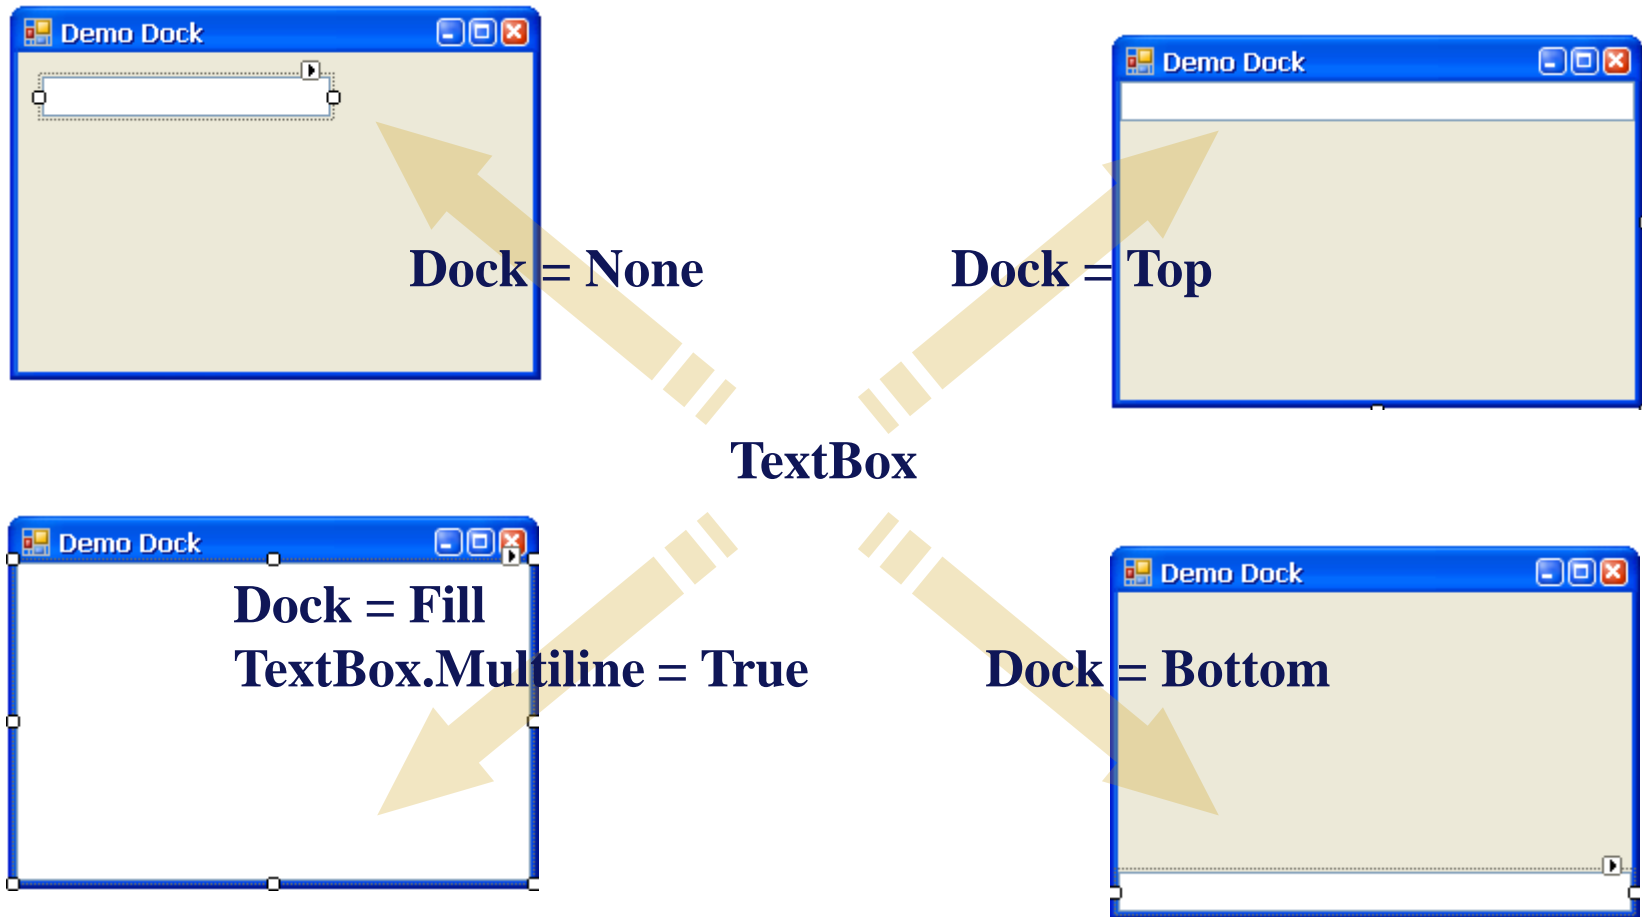 Demo Dock
Demo Dock
Dock = None
Dock = Top
TextBox
Demo Dock
Demo Dock
Dock = Fill
TextBox.Multiline = True
Dock = Bottom